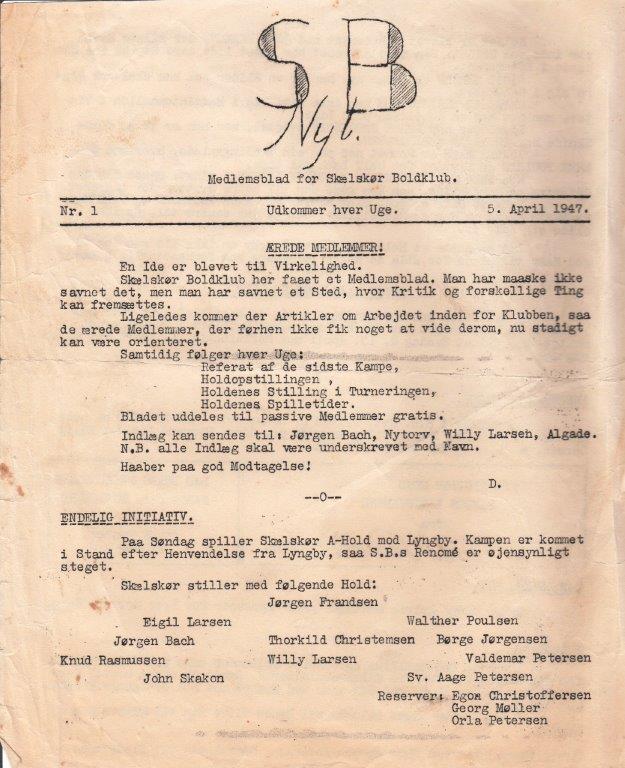 SB
Nyt.
Medlemsblad for Skælskør Boldklub.
Nr. 1 Udkommer hver Uge. 5. April 1947.
ÆREDE MEDLEMMER!
En Ide er blevet til Virkelighed.
Skælskør Boldklub her faaet et Medlemsblad. Man har maaske ikke
savnet det, men man har savnet et Sted, hvor Kritik og forskellige Ting
kan fremsættes.
Ligeledes kommer der Artikler om Arbejdet inden for Klubben, saa
de ærede Medlemmer, der førhen ikke fik noget at vide derom, nu stadigt
kan være orienteret.
Samtidig følger hver Uge:
Referat af de sidste Kampe,
Holdopstillingen ,
Holdenes Stilling i Turneringen,
Holdenes Spilletider.
Bladet uddeles til passive Medlemmer gratis.
Indlæg kan sendes til: Jørgen Bach, Nytorv, Willy Larsen, Algade.
N.B. alle Indlæg skal være underskrevet med Navn.
Haaber paa god Modtagelse!
D.
--0--
ENDELIG INITIATIV.
Paa Søndag spiller Skælskør A-Hold mod Lyngby. Kampen er kommet
i Stand efter Henvendelse fra Lyngby, saa S.B.s Renomé er øjensynligt
steget.
Skælskør stiller med følgende Hold:
Jørgen Frandsen
Eigil Larsen Walther Poulsen
Jørgen Bach Thorkild Christemsen Børge Jørgensen
Knud Rasmussen Willy Larsen Valdemar Petersen
John Skakon Sv. Aage Petersen
Reserver: Egon Christoffersen
Georg Møller
Orla Petersen